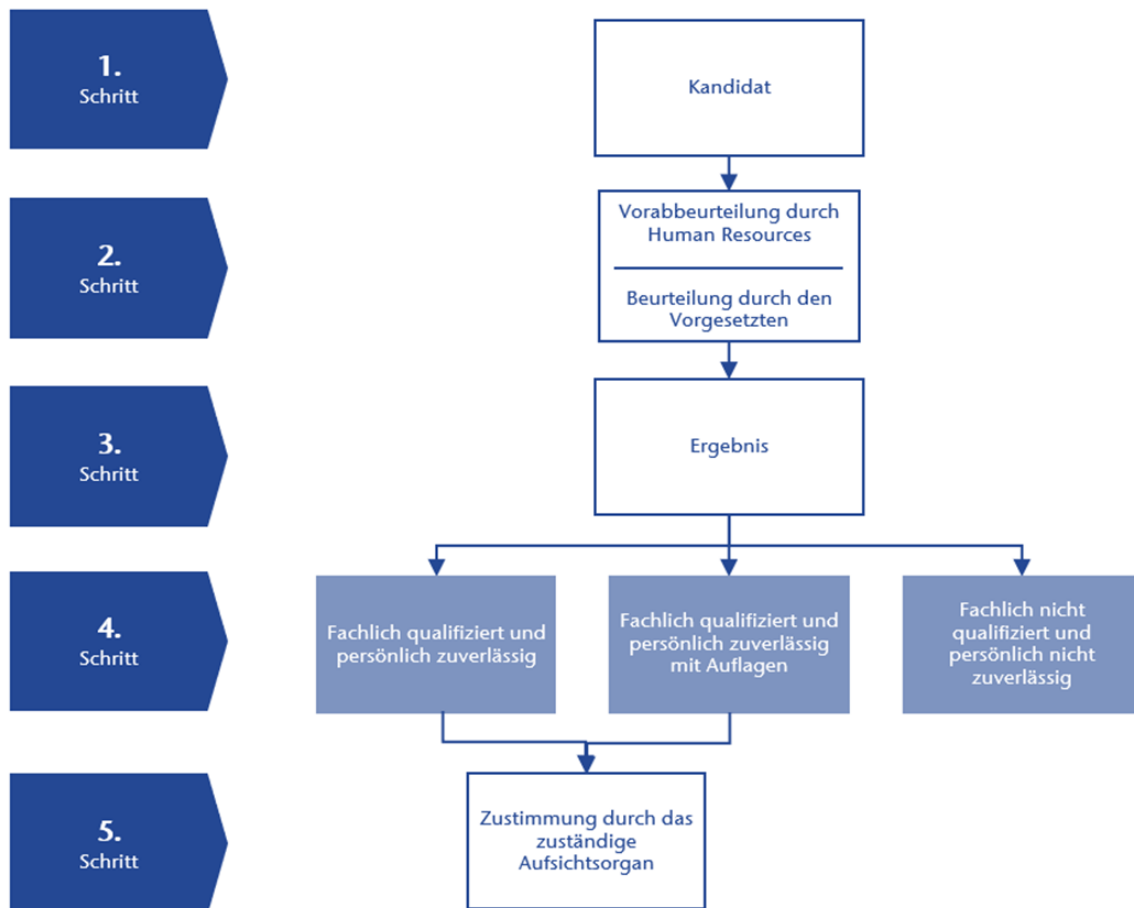 1.
Schritt
Kandidat
2.
Schritt
Vorabbeurteilung durch
Human Resources
Beurteilung durch den
Vorgesetzten
3.
Schritt
Ergebnis
4.
Schritt
Fachlich qualifiziert und
persönlich zuverlässig
Fachlich qualifiziert und
persönlich zuverlässig
mit Auflagen
Fachlich nicht
qualifiziert und
persönlich nicht
zuverlässig
5.
Schritt
Zustimmung durch das
zuständige
Aufsichtsorgan